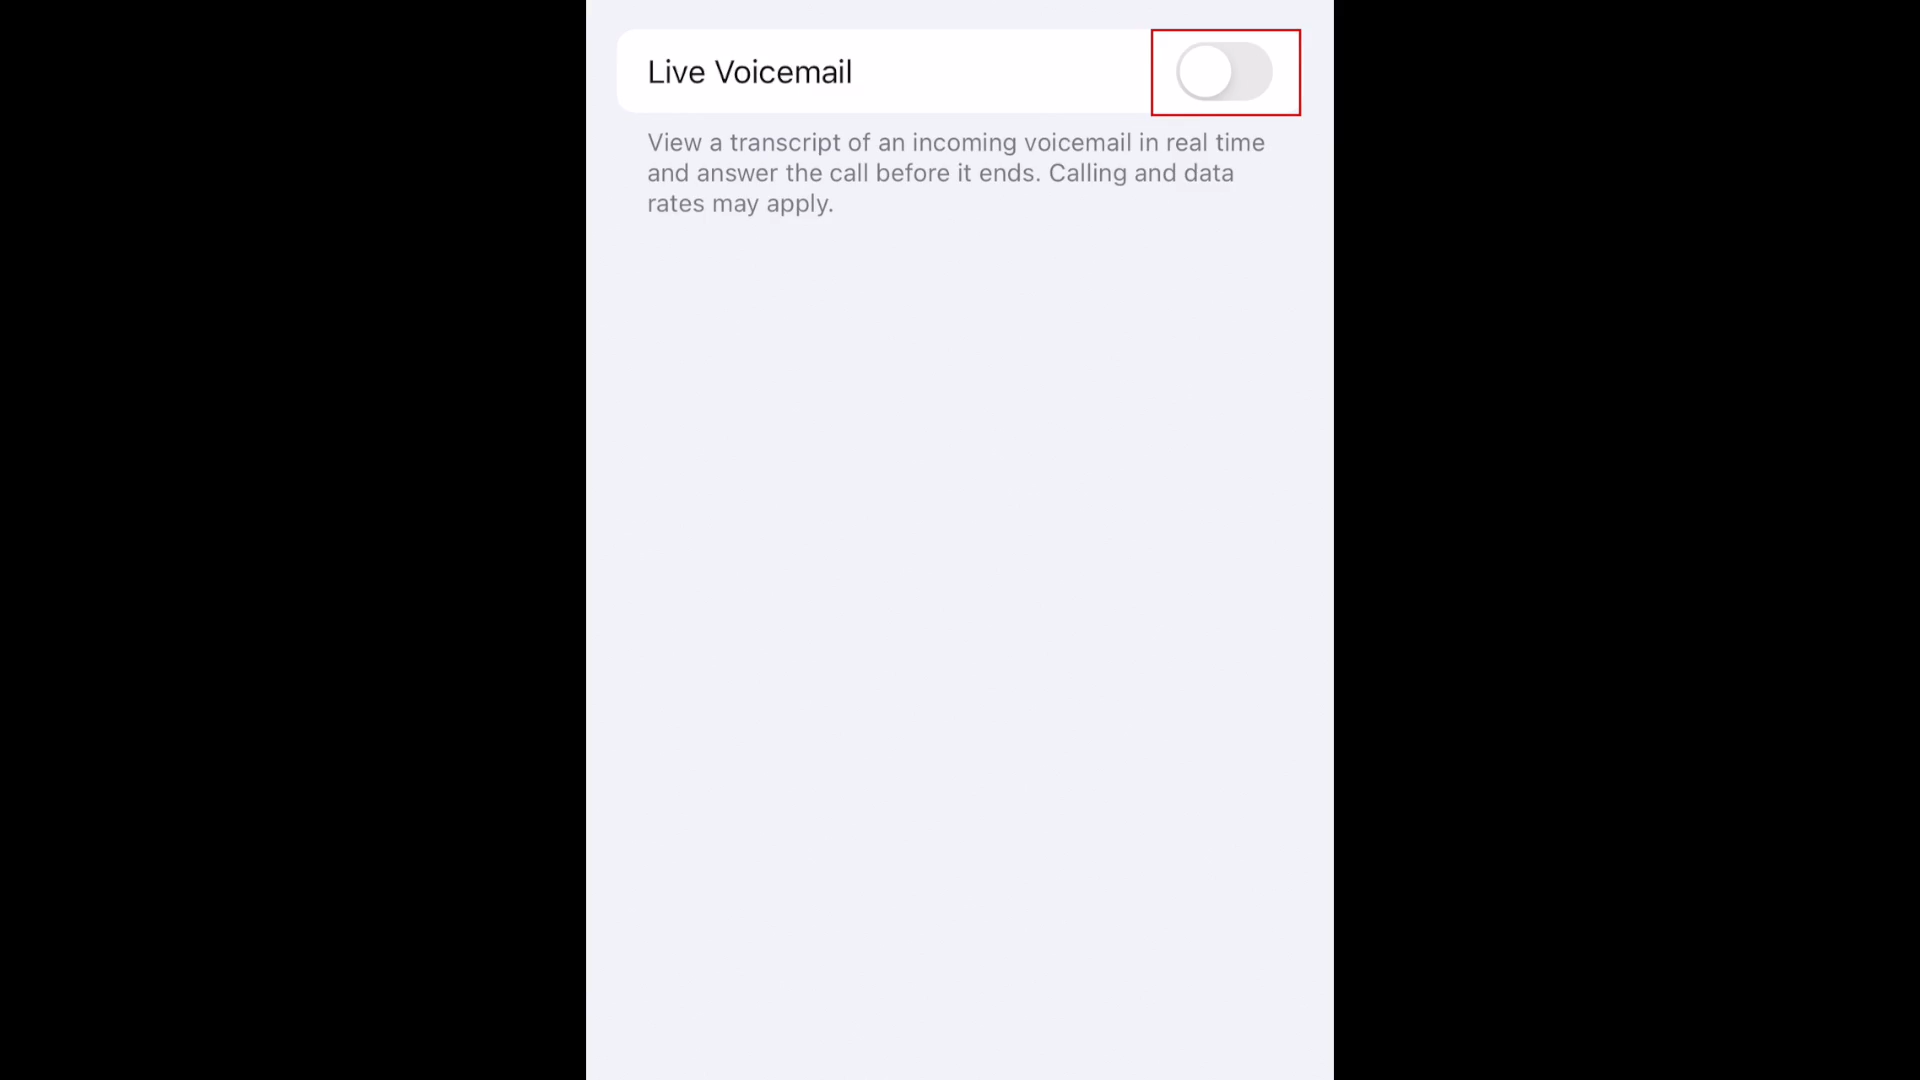 Live Voicemail
View a transcript of an incoming voicemail in real time
and answer the call before it ends. Calling and data
rates may apply.